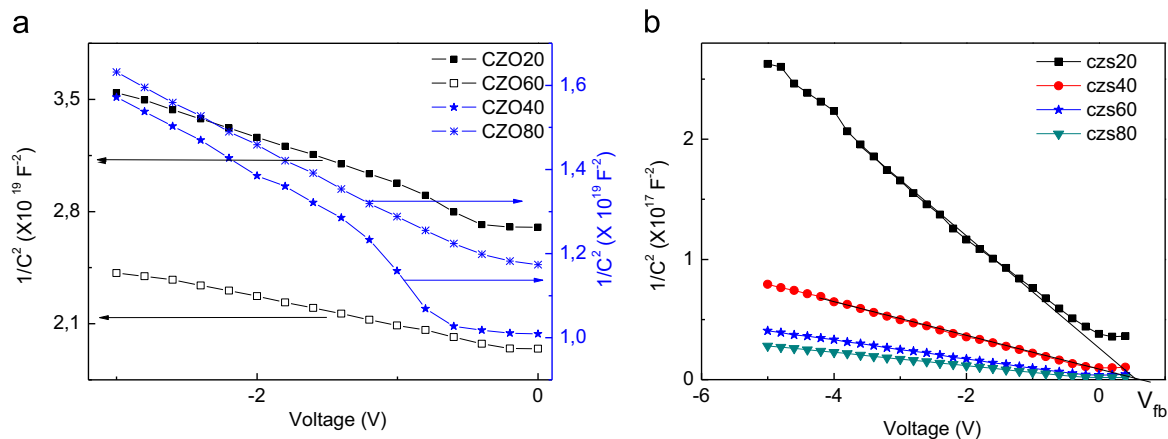 a
3.5
2.8
2.1
1/C² (X10 ¹⁹ F⁻²)
-2
-1
0
Voltage (V)
CZO20
CZO60
CZO40
CZO80
1,6
1,4
1,2
1,0
1/C² (X 10¹⁹ F⁻²)
b
2
1
0
1/C² (X10¹⁷ F⁻²)
-6
-4
-2
0
V_fb
Voltage (V)
czs20
czs40
czs60
czs80